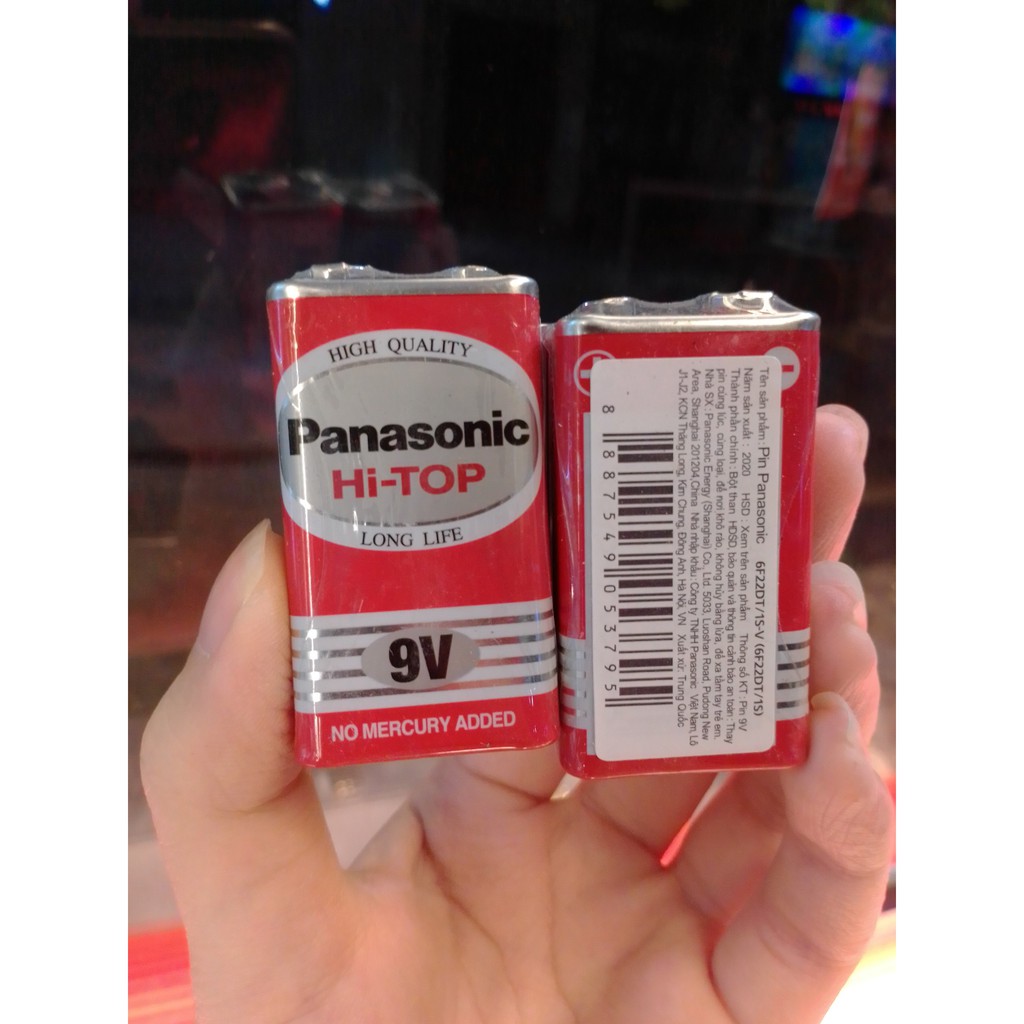 HIGH QUALITY
Panasonic
Hi-TOP
LONG LIFE
9V
NO MERCURY ADDED
Tên sản phẩm : Pin Panasonic 6F22DT/1S-V (6F22DT/1S)
Năm sản xuất : 2020 HSD : Xem trên sản phẩm Thông số KT : Pin 9V
Thành phần chính : Bột than HDSD, bảo quản và thông tin cảnh báo an toàn : Thay
pin cùng lúc, cùng loại, để nơi khô ráo, không hủy bằng lửa, để xa tầm tay trẻ em.
Nhà SX : Panasonic Energy (Shanghai) Co., Ltd. 5033, Luoshan Road, Pudong New
Area, Shanghai 201204,China Nhà nhập khẩu : Công ty TNHH Panasonic Việt Nam, Lô
J1-J2, KCN Thăng Long, Kim Chung, Đông Anh, Hà Nội, VN Xuất xứ: Trung Quốc
8 887549 053795